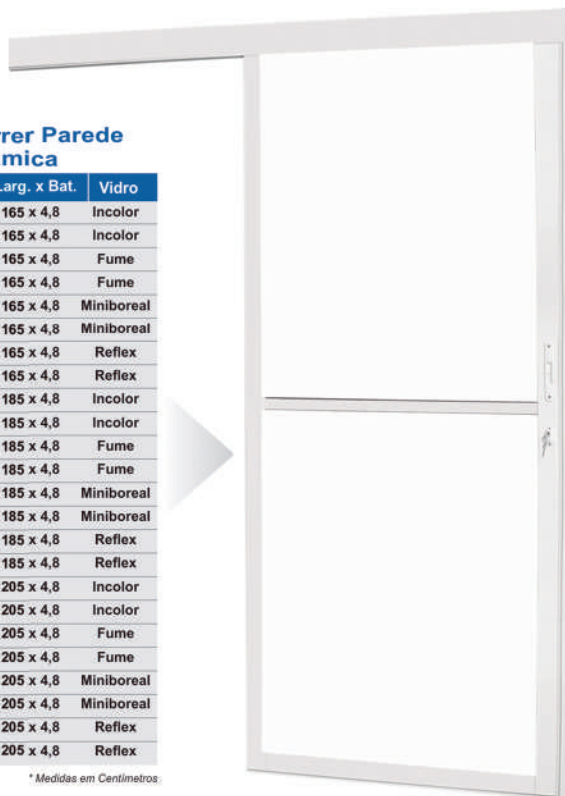 rrer Parede
mica
Larg. x Bat. Vidro
165 x 4,8 Incolor
165 x 4,8 Incolor
165 x 4,8 Fume
165 x 4,8 Fume
165 x 4,8 Miniboreal
165 x 4,8 Miniboreal
165 x 4,8 Reflex
165 x 4,8 Reflex
185 x 4,8 Incolor
185 x 4,8 Incolor
185 x 4,8 Fume
185 x 4,8 Fume
185 x 4,8 Miniboreal
185 x 4,8 Miniboreal
185 x 4,8 Reflex
185 x 4,8 Reflex
205 x 4,8 Incolor
205 x 4,8 Incolor
205 x 4,8 Fume
205 x 4,8 Fume
205 x 4,8 Miniboreal
205 x 4,8 Miniboreal
205 x 4,8 Reflex
205 x 4,8 Reflex
* Medidas em Centímetros